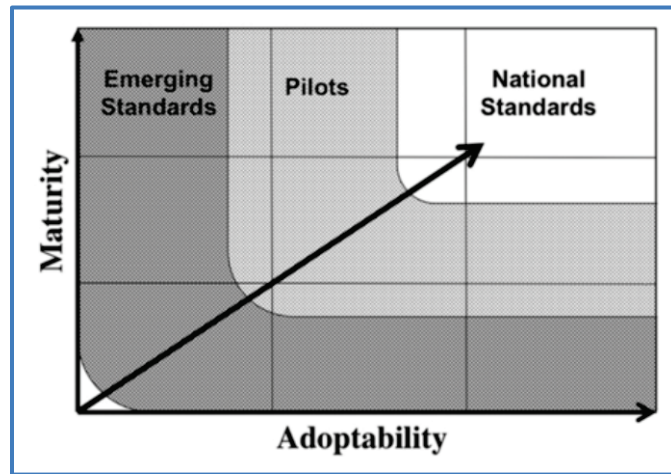 Emerging
Standards
Pilots
National
Standards
Maturity
Adoptability